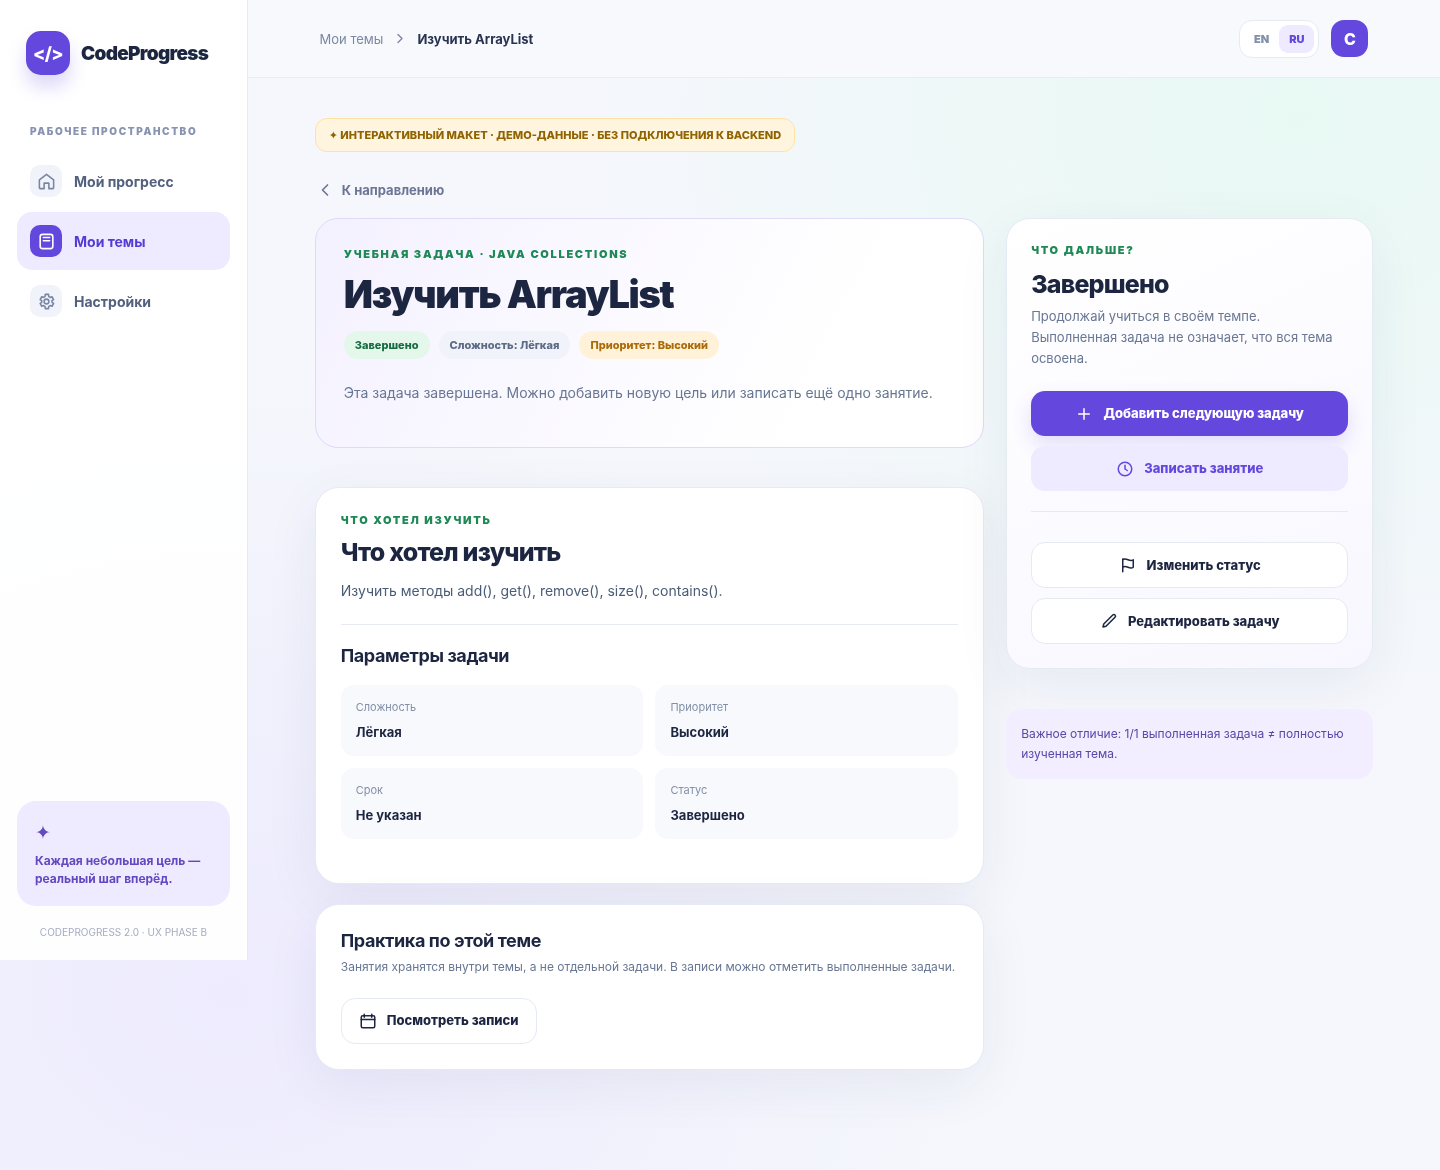 </> CodeProgress
РАБОЧЕЕ ПРОСТРАНСТВО
Мой прогресс
Мои темы
Настройки
✦
Каждая небольшая цель —
реальный шаг вперёд.
CODEPROGRESS 2.0 · UX PHASE B
Мои темы > Изучить ArrayList
EN RU C
✦ ИНТЕРАКТИВНЫЙ МАКЕТ · ДЕМО-ДАННЫЕ · БЕЗ ПОДКЛЮЧЕНИЯ К BACKEND
К направлению
УЧЕБНАЯ ЗАДАЧА · JAVA COLLECTIONS
Изучить ArrayList
Завершено Сложность: Лёгкая Приоритет: Высокий
Эта задача завершена. Можно добавить новую цель или записать ещё одно занятие.
ЧТО ХОТЕЛ ИЗУЧИТЬ
Что хотел изучить
Изучить методы add(), get(), remove(), size(), contains().
Параметры задачи
Сложность
Лёгкая
Приоритет
Высокий
Срок
Не указан
Статус
Завершено
Практика по этой теме
Занятия хранятся внутри темы, а не отдельной задачи. В записи можно отметить выполненные задачи.
Посмотреть записи
ЧТО ДАЛЬШЕ?
Завершено
Продолжай учиться в своём темпе.
Выполненная задача не означает, что вся тема
освоена.
Добавить следующую задачу
Записать занятие
Изменить статус
Редактировать задачу
Важное отличие: 1/1 выполненная задача ≠ полностью
изученная тема.